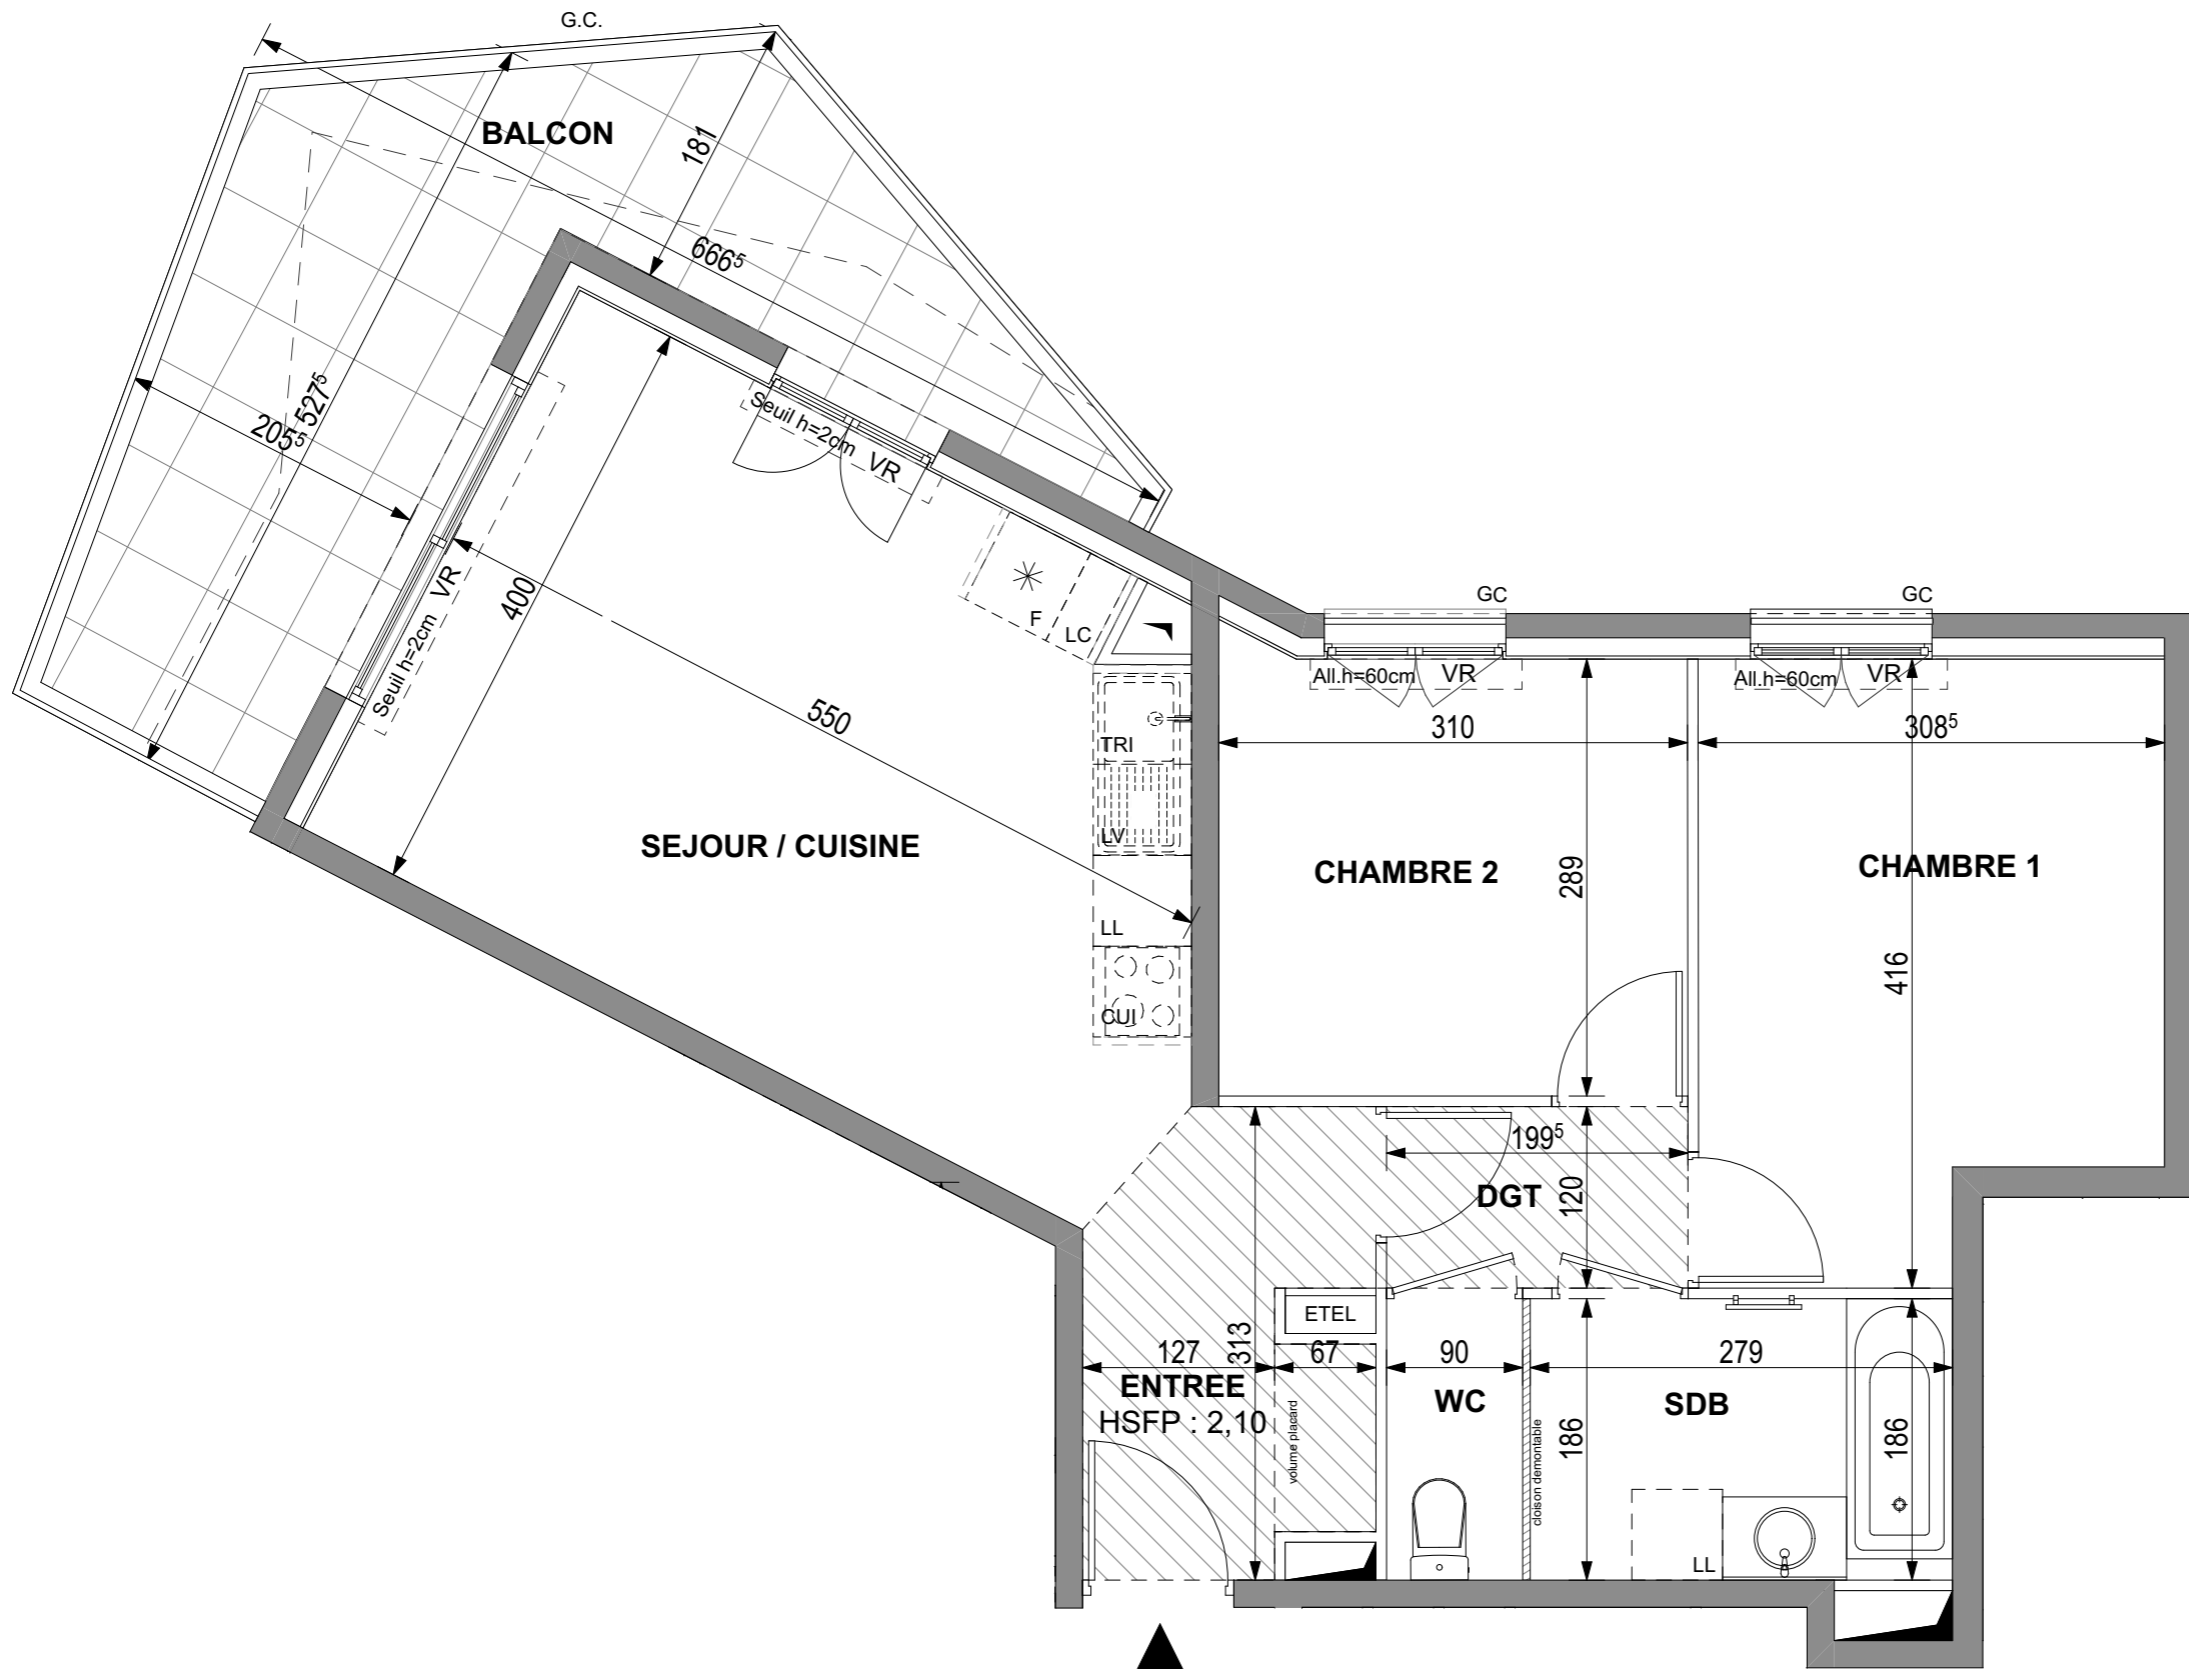 G.C.
BALCON
181
666⁵
527⁵
205⁵
Seuil h=2cm VR
Seuil h=2cm VR
400
550
F
LC
TRI
LV
LL
CUI
SEJOUR / CUISINE
GC
GC
All.h=60cm VR
All.h=60cm VR
310
308⁵
289
416
CHAMBRE 2
CHAMBRE 1
199⁵
DGT
120
ETEL
313
127
67
90
279
ENTREE
HSFP : 2,10
volume placard
WC
cloison demontable
186
SDB
186
LL